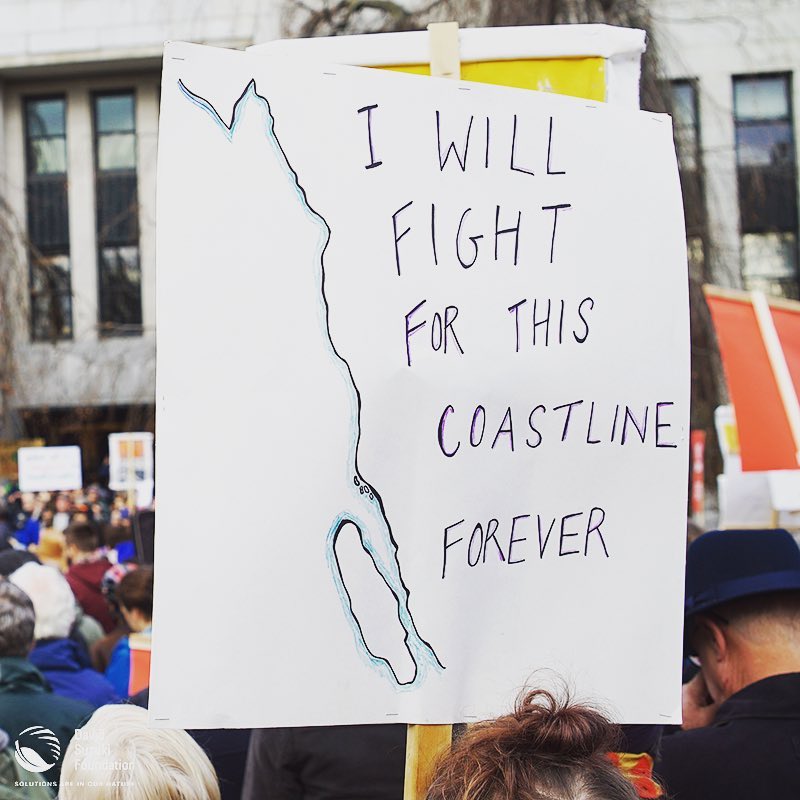 I WILL
FIGHT
FOR THIS
COASTLINE
FOREVER
David
Suzuki
Foundation
SOLUTIONS ARE IN OUR NATURE